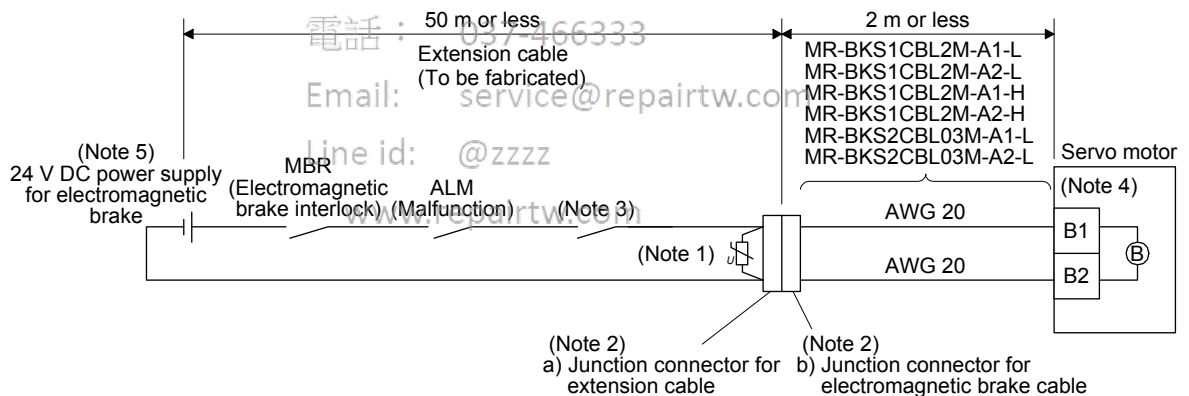 50 m or less
2 m or less
電話： 037-466333
Extension cable
(To be fabricated)
Email: service@repairtw.com
Line id: @zzzz
www.repairtw.com
MR-BKS1CBL2M-A1-L
MR-BKS1CBL2M-A2-L
MR-BKS1CBL2M-A1-H
MR-BKS1CBL2M-A2-H
MR-BKS2CBL03M-A1-L
MR-BKS2CBL03M-A2-L
Servo motor
(Note 5)
24 V DC power supply
for electromagnetic
brake
MBR
(Electromagnetic
brake interlock)
ALM
(Malfunction)
(Note 3)
(Note 4)
AWG 20
B1
(Note 1)
U
B
AWG 20
B2
(Note 2)
a) Junction connector for
extension cable
(Note 2)
b) Junction connector for
electromagnetic brake cable